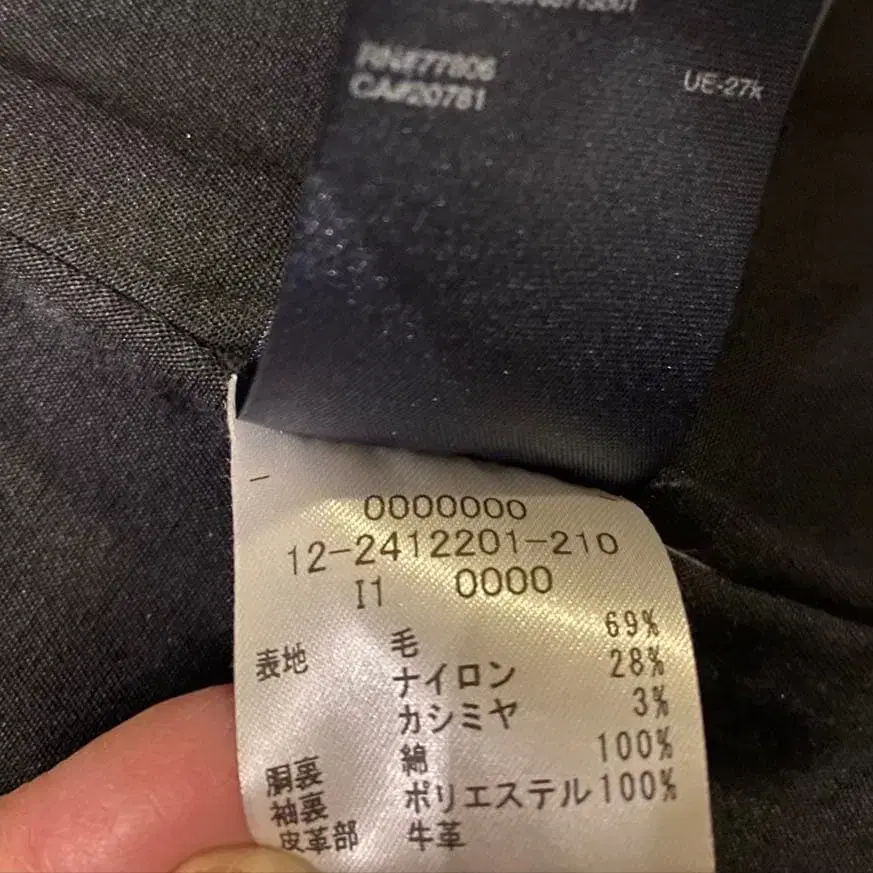 RN#77806
CA#20781
UE-27k
0000000
12-2412201-210
I1 0000
表地 毛 69%
ナイロン 28%
カシミヤ 3%
胴裏 綿 100%
袖裏 ポリエステル 100%
皮革部 牛革